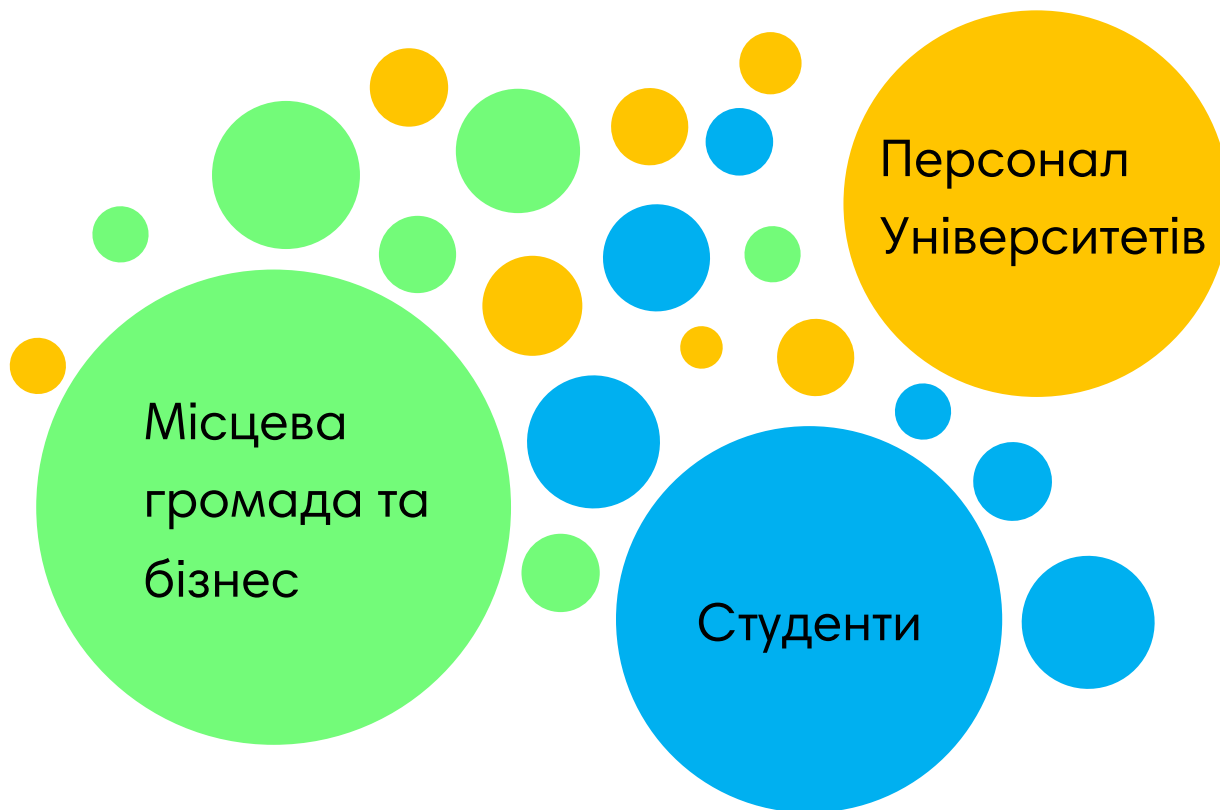 Персонал
Університетів
Місцева
громада та
бізнес
Студенти